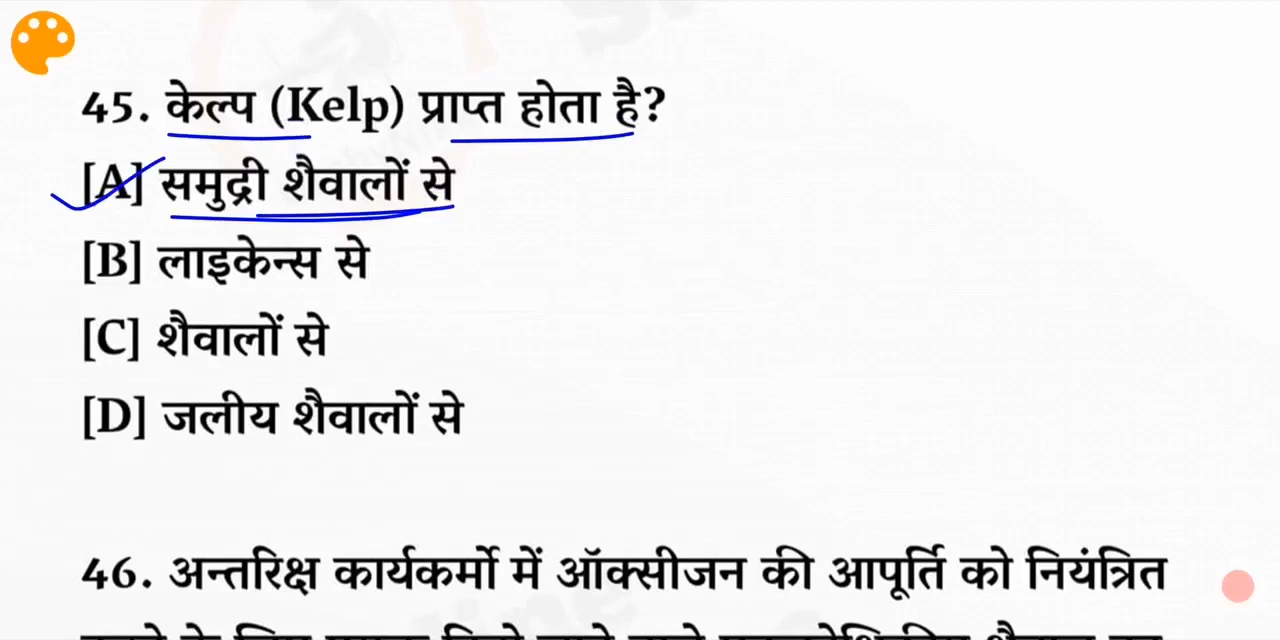 45. केल्प (Kelp) प्राप्त होता है?
[A] समुद्री शैवालों से
[B] लाइकेन्स से
[C] शैवालों से
[D] जलीय शैवालों से
46. अन्तरिक्ष कार्यकर्मो में ऑक्सीजन की आपूर्ति को नियंत्रित